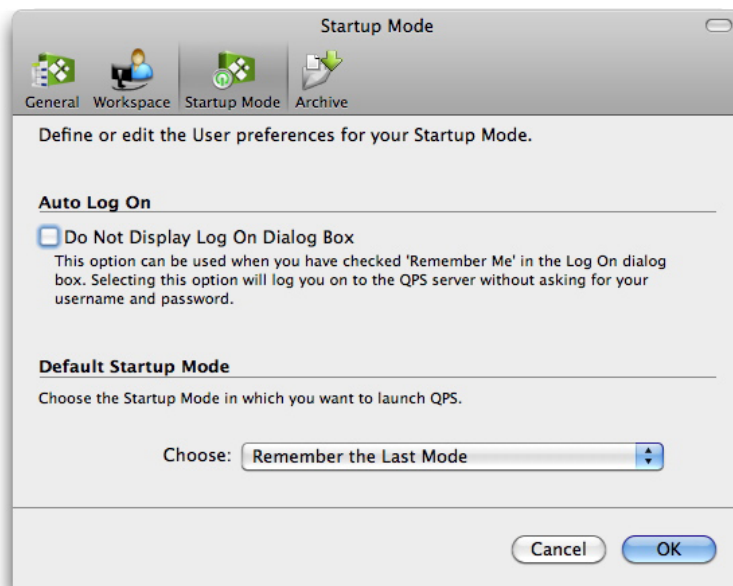 Startup Mode
General Workspace Startup Mode Archive
Define or edit the User preferences for your Startup Mode.
Auto Log On
Do Not Display Log On Dialog Box
This option can be used when you have checked 'Remember Me' in the Log On dialog
box. Selecting this option will log you on to the QPS server without asking for your
username and password.
Default Startup Mode
Choose the Startup Mode in which you want to launch QPS.
Choose: Remember the Last Mode
Cancel OK